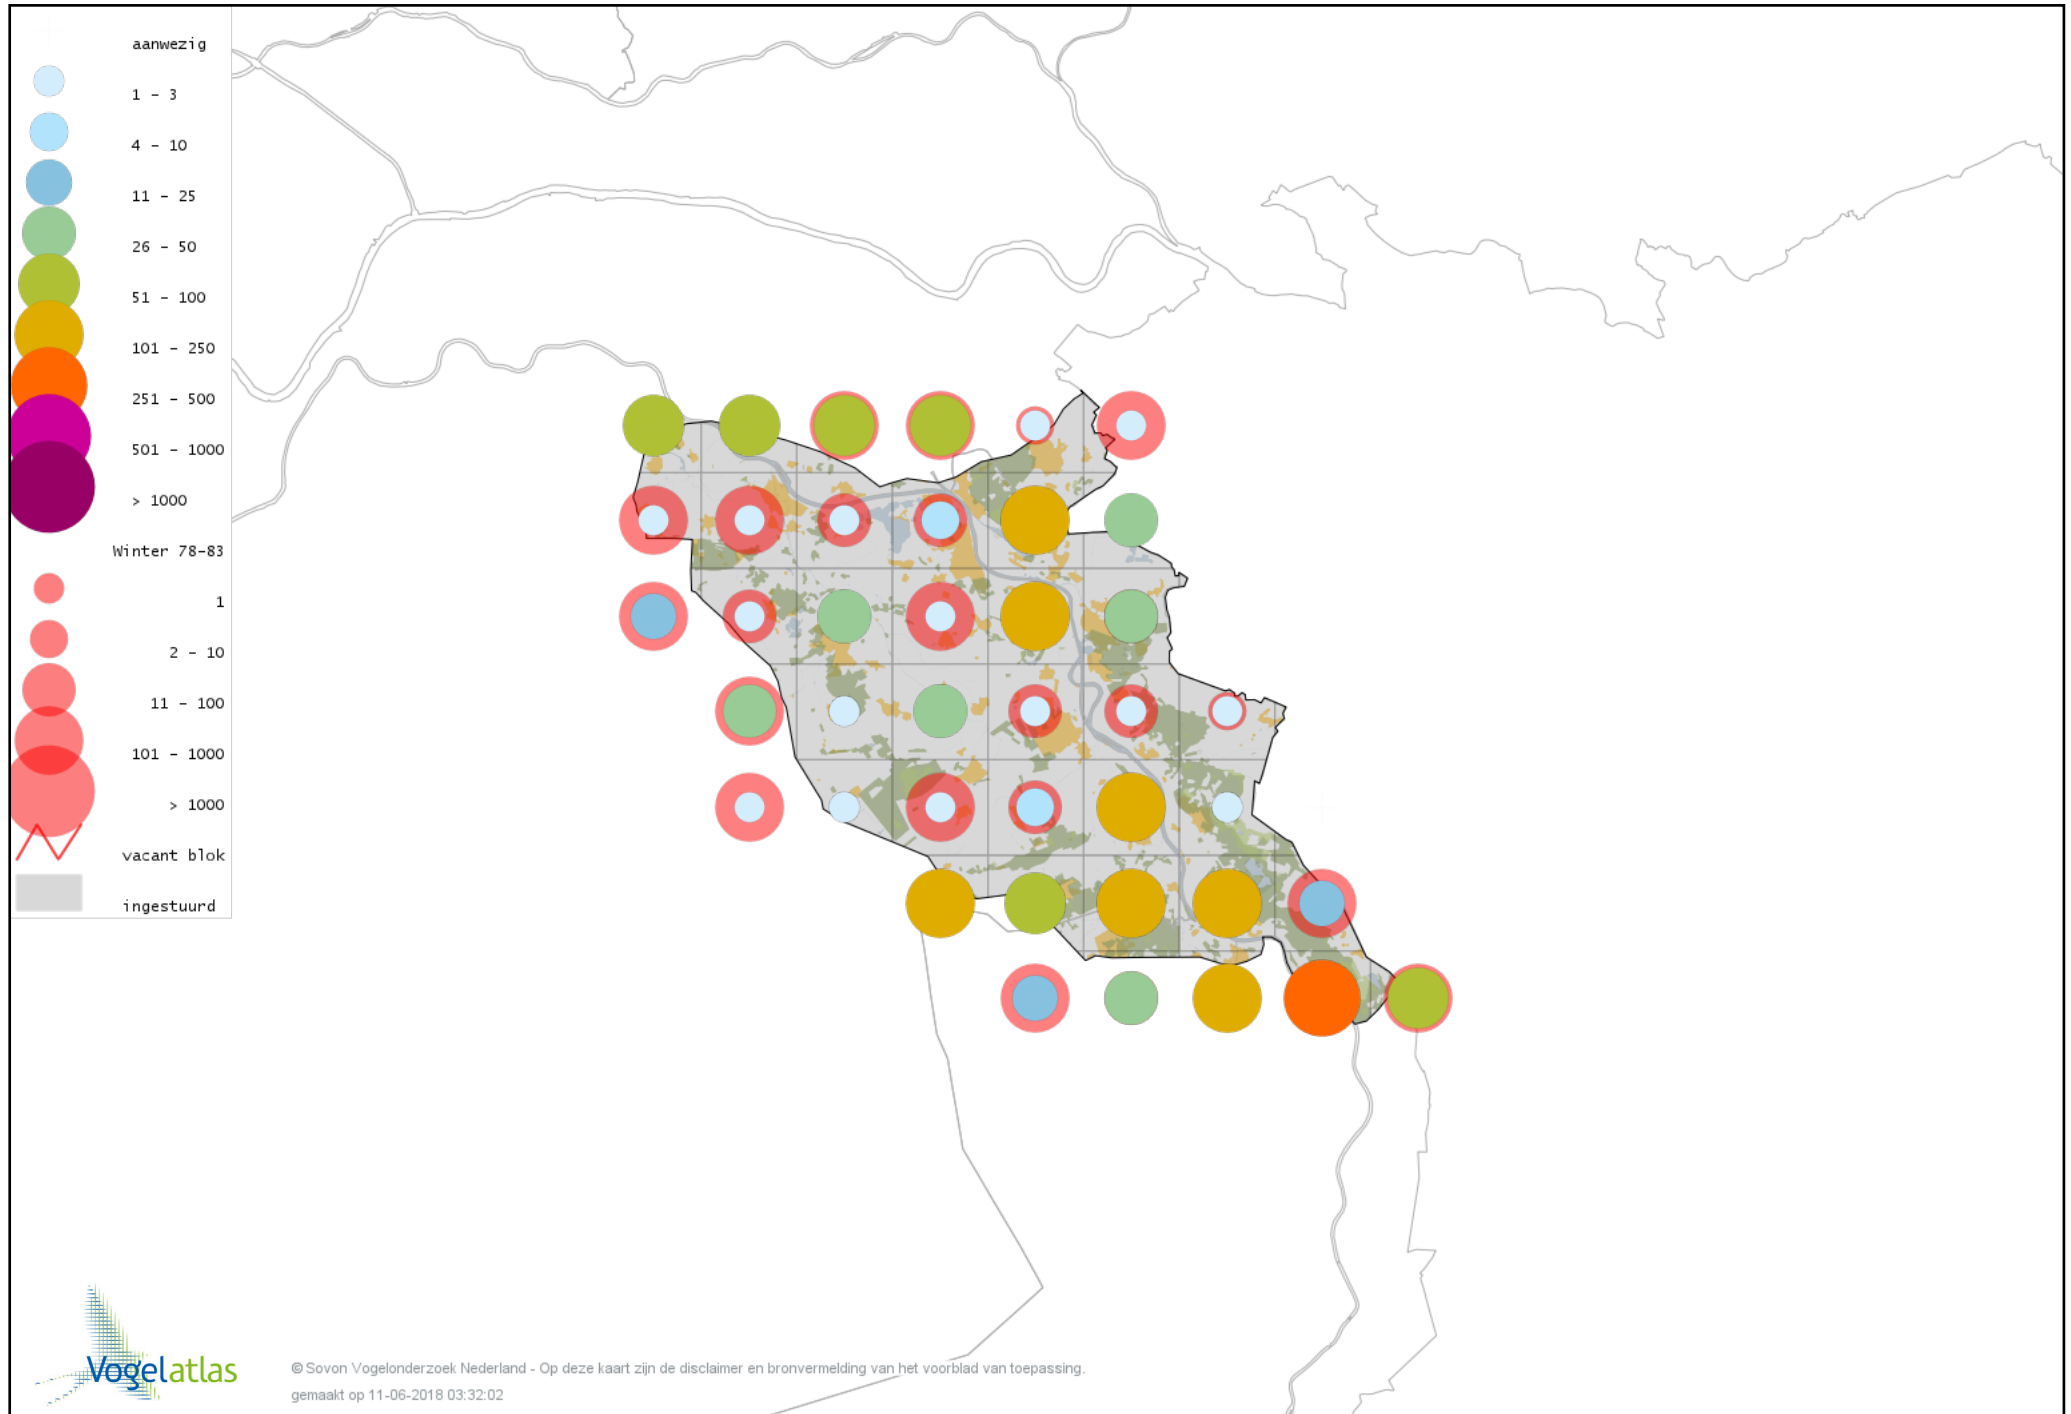 aanwezig
1 - 3
4 - 10
11 - 25
26 - 50
51 - 100
101 - 250
251 - 500
501 - 1000
> 1000
Winter 78-83
1
2 - 10
11 - 100
101 - 1000
> 1000
vacant blok
ingestuurd
Vogelatlas
© Sovon Vogelonderzoek Nederland - Op deze kaart zijn de disclaimer en bronvermelding van het voorblad van toepassing.
gemaakt op 11-06-2018 03:32:02